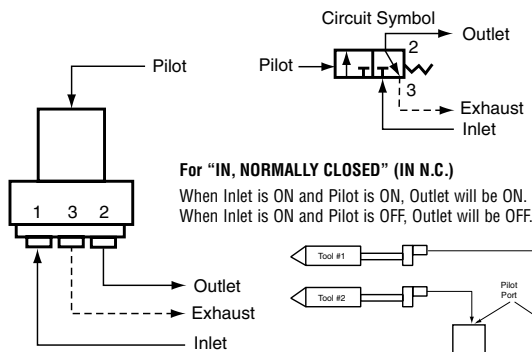 Circuit Symbol
2
Outlet
Pilot
Pilot
3
Exhaust
Inlet
For “IN, NORMALLY CLOSED” (IN N.C.)
When Inlet is ON and Pilot is ON, Outlet will be ON.
When Inlet is ON and Pilot is OFF, Outlet will be OFF.
1 3 2
Tool #1
Outlet
Tool #2
Pilot
Port
Exhaust
Inlet